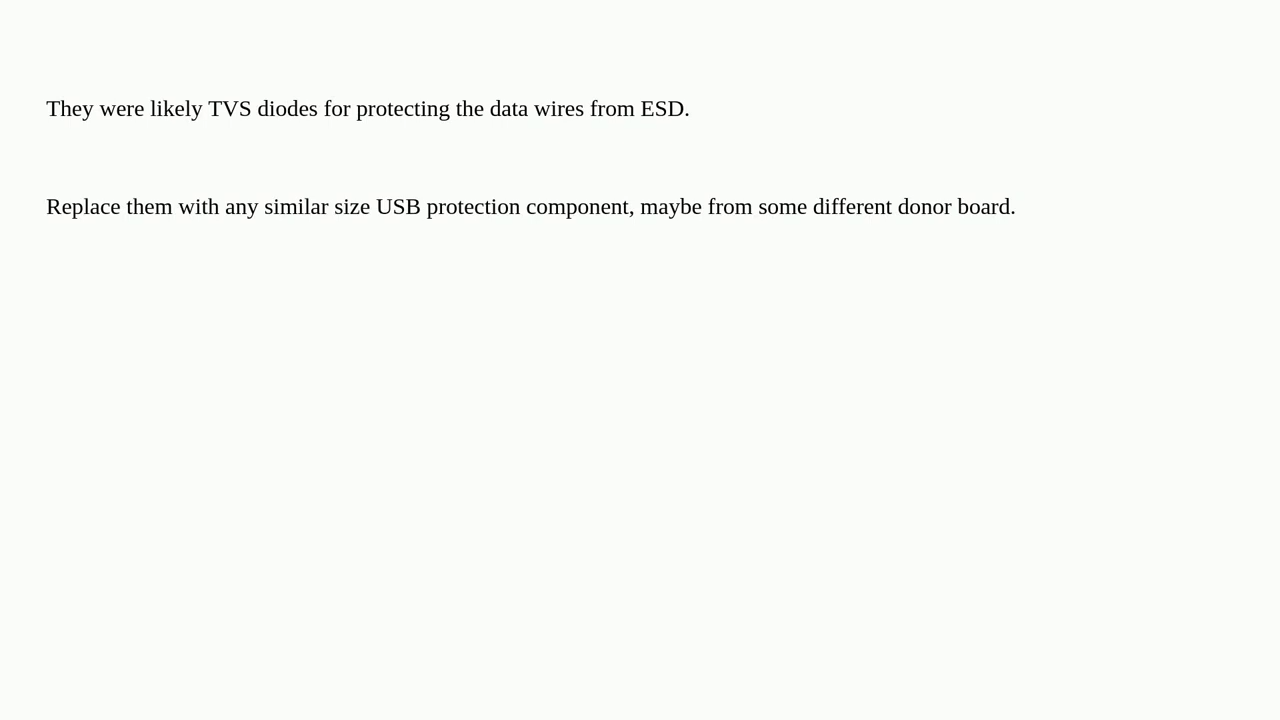 They were likely TVS diodes for protecting the data wires from ESD.
Replace them with any similar size USB protection component, maybe from some different donor board.